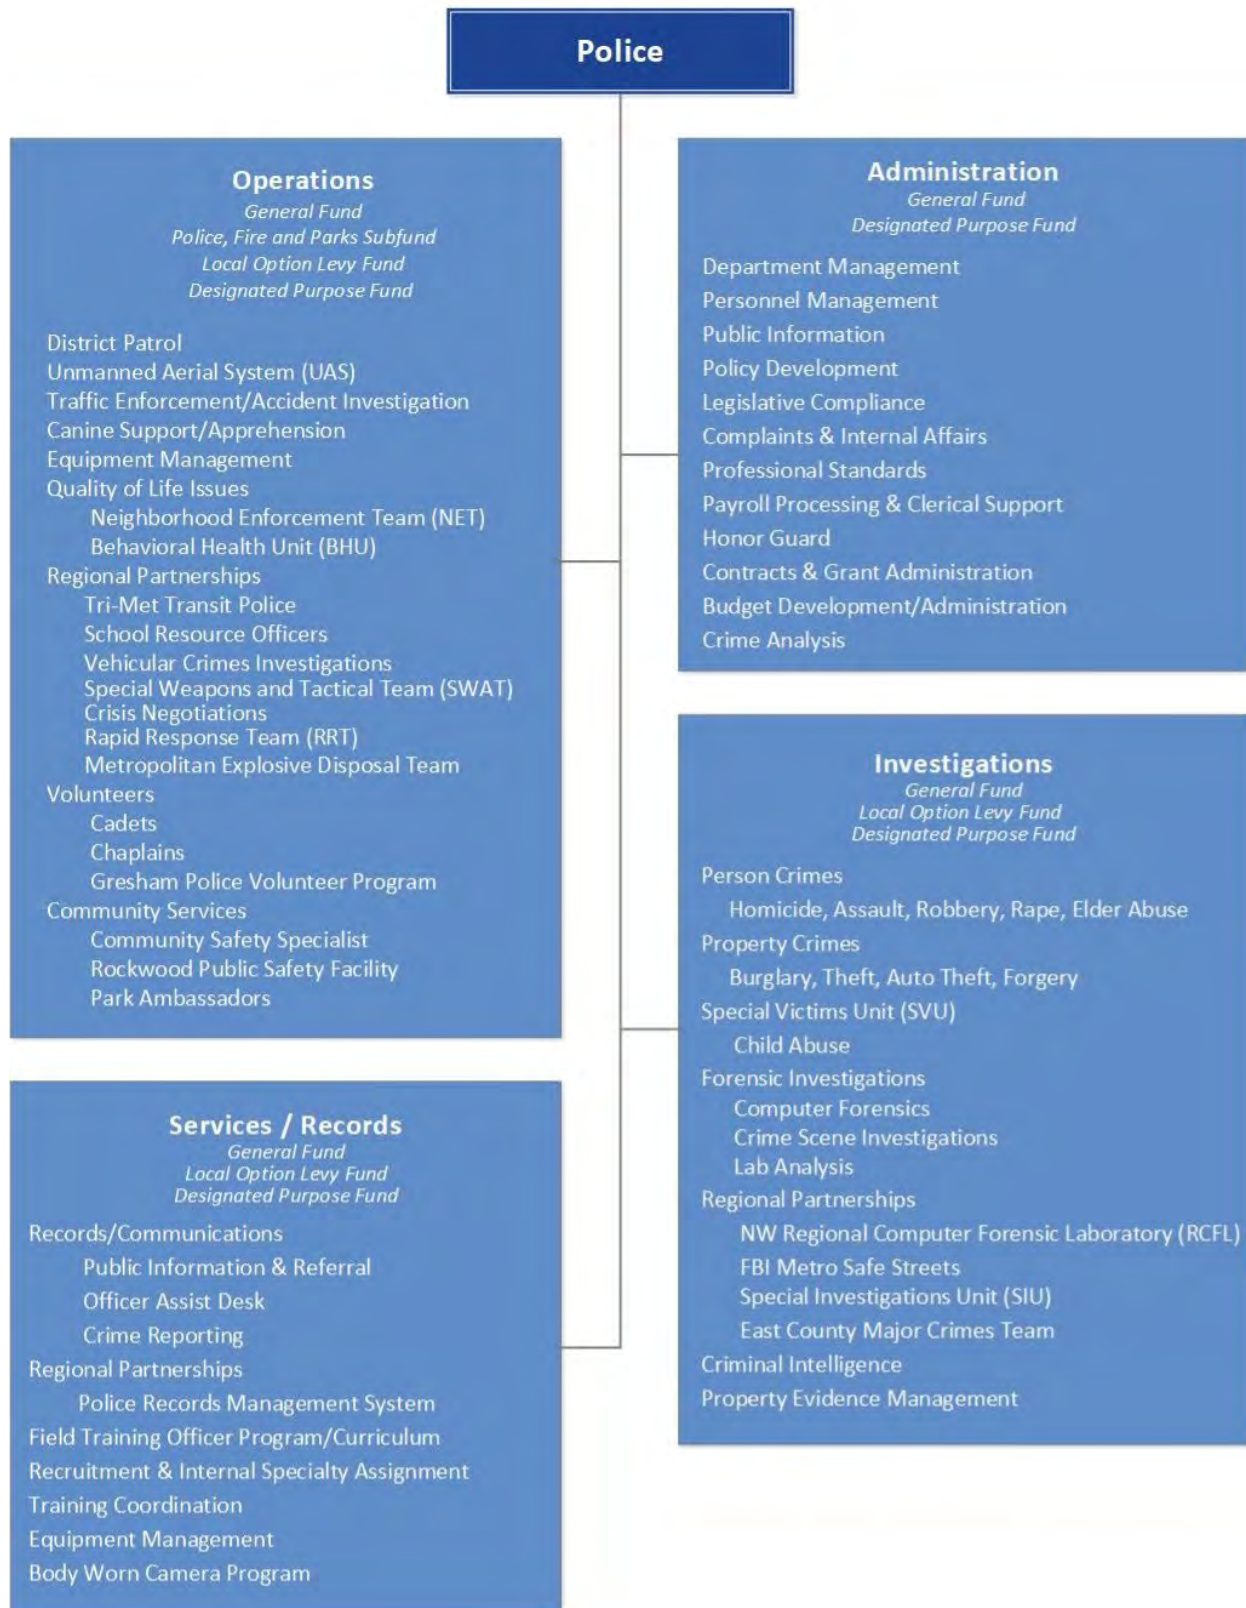 Police
Operations
General Fund
Police, Fire and Parks Subfund
Local Option Levy Fund
Designated Purpose Fund
District Patrol
Unmanned Aerial System (UAS)
Traffic Enforcement/Accident Investigation
Canine Support/Apprehension
Equipment Management
Quality of Life Issues
Neighborhood Enforcement Team (NET)
Behavioral Health Unit (BHU)
Regional Partnerships
Tri-Met Transit Police
School Resource Officers
Vehicular Crimes Investigations
Special Weapons and Tactical Team (SWAT)
Crisis Negotiations
Rapid Response Team (RRT)
Metropolitan Explosive Disposal Team
Volunteers
Cadets
Chaplains
Gresham Police Volunteer Program
Community Services
Community Safety Specialist
Rockwood Public Safety Facility
Park Ambassadors
Administration
General Fund
Designated Purpose Fund
Department Management
Personnel Management
Public Information
Policy Development
Legislative Compliance
Complaints & Internal Affairs
Professional Standards
Payroll Processing & Clerical Support
Honor Guard
Contracts & Grant Administration
Budget Development/Administration
Crime Analysis
Services / Records
General Fund
Local Option Levy Fund
Designated Purpose Fund
Records/Communications
Public Information & Referral
Officer Assist Desk
Crime Reporting
Regional Partnerships
Police Records Management System
Field Training Officer Program/Curriculum
Recruitment & Internal Specialty Assignment
Training Coordination
Equipment Management
Body Worn Camera Program
Investigations
General Fund
Local Option Levy Fund
Designated Purpose Fund
Person Crimes
Homicide, Assault, Robbery, Rape, Elder Abuse
Property Crimes
Burglary, Theft, Auto Theft, Forgery
Special Victims Unit (SVU)
Child Abuse
Forensic Investigations
Computer Forensics
Crime Scene Investigations
Lab Analysis
Regional Partnerships
NW Regional Computer Forensic Laboratory (RCFL)
FBI Metro Safe Streets
Special Investigations Unit (SIU)
East County Major Crimes Team
Criminal Intelligence
Property Evidence Management